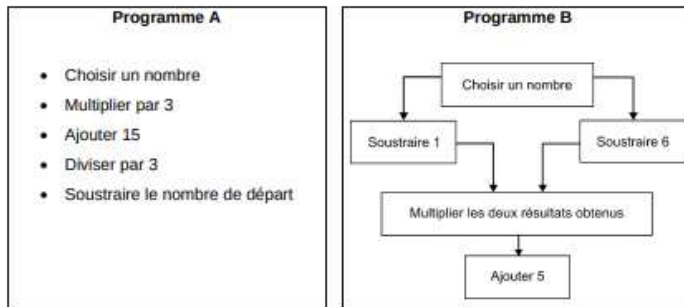 Programme A
• Choisir un nombre
• Multiplier par 3
• Ajouter 15
• Diviser par 3
• Soustraire le nombre de départ
Programme B
Choisir un nombre
Soustraire 1
Soustraire 6
Multiplier les deux résultats obtenus
Ajouter 5